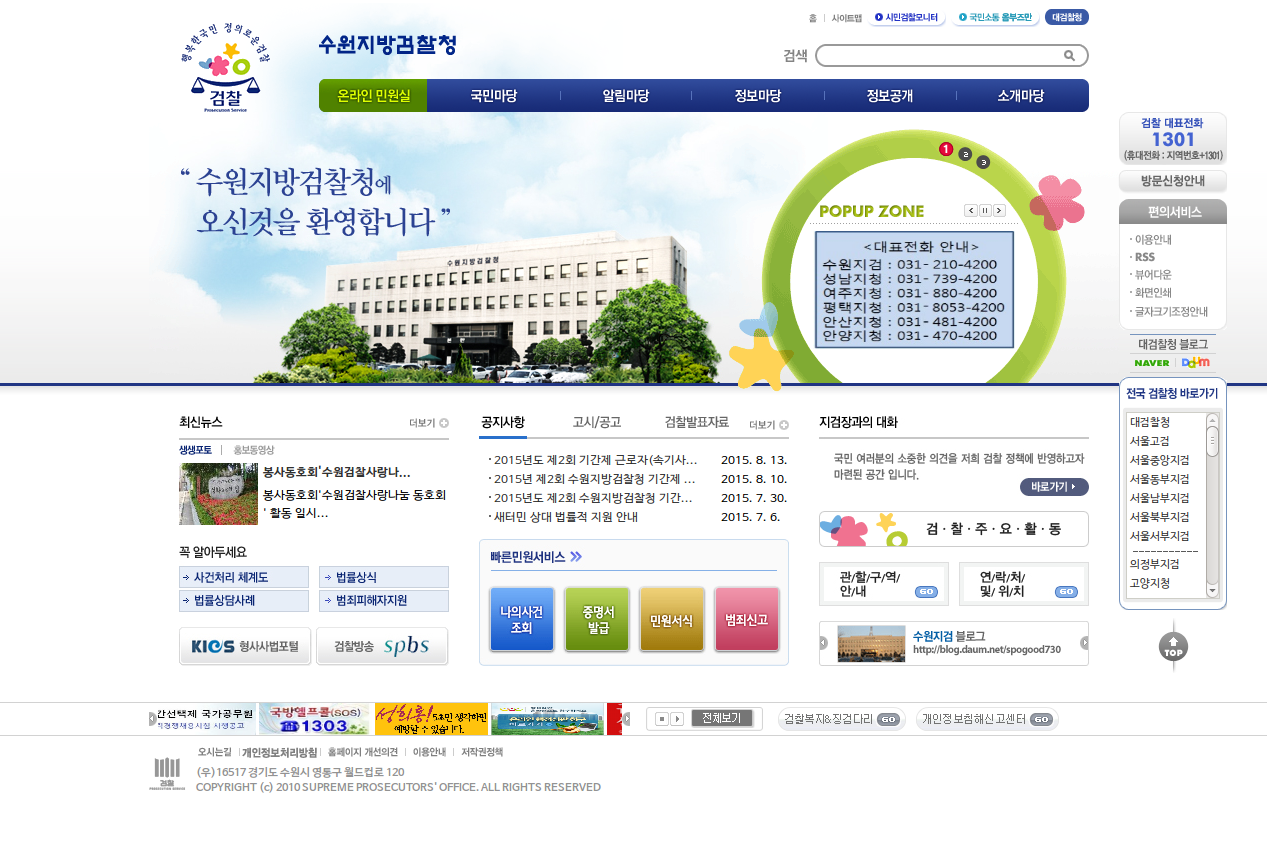 행복한국민 정의로운검찰
검찰
Prosecution Service
수원지방검찰청
홈 사이트맵 시민검찰모니터 국민소통 옴부즈만 대검찰청
검색
온라인 민원실 국민마당 알림마당 정보마당 정보공개 소개마당
“ 수원지방검찰청에
오신것을 환영합니다 ”
수원지방검찰청
1 2 3
POPUP ZONE
<대표전화 안내>
수원지검 : 031- 210-4200
성남지청 : 031- 739-4200
여주지청 : 031- 880-4200
평택지청 : 031- 8053-4200
안산지청 : 031- 481-4200
안양지청 : 031- 470-4200
검찰 대표전화
1301
(휴대전화 : 지역번호+1301)
방문신청안내
편의서비스
· 이용안내
· RSS
· 뷰어다운
· 화면인쇄
· 글자크기조정안내
대검찰청 블로그
NAVER Daum
전국 검찰청 바로가기
대검찰청
서울고검
서울중앙지검
서울동부지검
서울남부지검
서울북부지검
서울서부지검
-----------
의정부지검
고양지청
TOP
최신뉴스 더보기
생생포토 홍보동영상
봉사동호회'수원검찰사랑나...
봉사동호회'수원검찰사랑나눔 동호회
' 활동 일시...
꼭 알아두세요
사건처리 체계도 법률상식
법률상담사례 범죄피해자지원
KICS 형사사법포털 검찰방송 spbs
공지사항 고시/공고 검찰발표자료 더보기
· 2015년도 제2회 기간제 근로자(속기사... 2015. 8. 13.
· 2015년 제2회 수원지방검찰청 기간제 ... 2015. 8. 10.
· 2015년도 제2회 수원지방검찰청 기간... 2015. 7. 30.
· 새터민 상대 법률적 지원 안내 2015. 7. 6.
빠른민원서비스
나의사건
조회
증명서
발급
민원서식
범죄신고
지검장과의 대화
국민 여러분의 소중한 의견을 저희 검찰 정책에 반영하고자
마련된 공간 입니다.
바로가기
검 · 찰 · 주 · 요 · 활 · 동
관/할/구/역/
안/내
GO
연/락/처/
및/ 위/치
GO
수원지검 블로그
http://blog.daum.net/spogood730
간선택제 국가공무원
국방헬프콜(SOS)
1303
성희롱! 5초만 생각하면
예방할 수 있습니다.
전체보기
검찰복지&징검다리 GO
개인정보침해신고센터 GO
오시는길 개인정보처리방침 홈페이지 개선의견 이용안내 저작권정책
검찰
PROSECUTION SERVICE
(우)16517 경기도 수원시 영통구 월드컵로 120
COPYRIGHT (c) 2010 SUPREME PROSECUTORS' OFFICE. ALL RIGHTS RESERVED